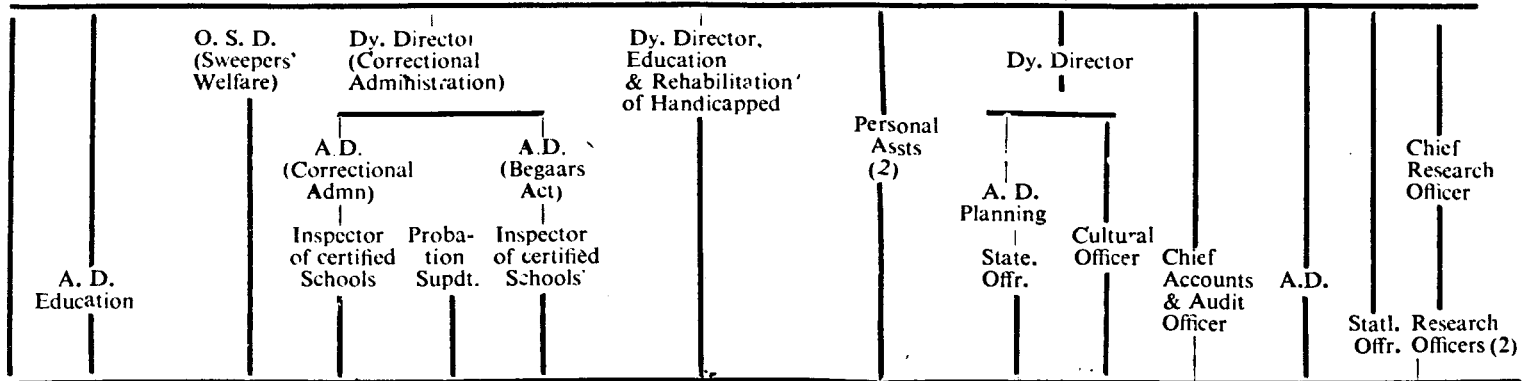 O. S. D.
(Sweepers'
Welfare)
Dy. Director
(Correctional
Administration)
Dy. Director,
Education
& Rehabilitation
of Handicapped
Dy. Director
A.D.
(Correctional
Admn)
A.D.
(Begaars
Act)
Personal
Assts
(2)
A. D.
Planning
Chief
Research
Officer
Inspector
of certified
Schools
Proba-
tion
Supdt.
Inspector
of certified
Schools
State.
Offr.
Cultural
Officer
A. D.
Education
Chief
Accounts
& Audit
Officer
A.D.
Statl.
Offr.
Research
Officers (2)